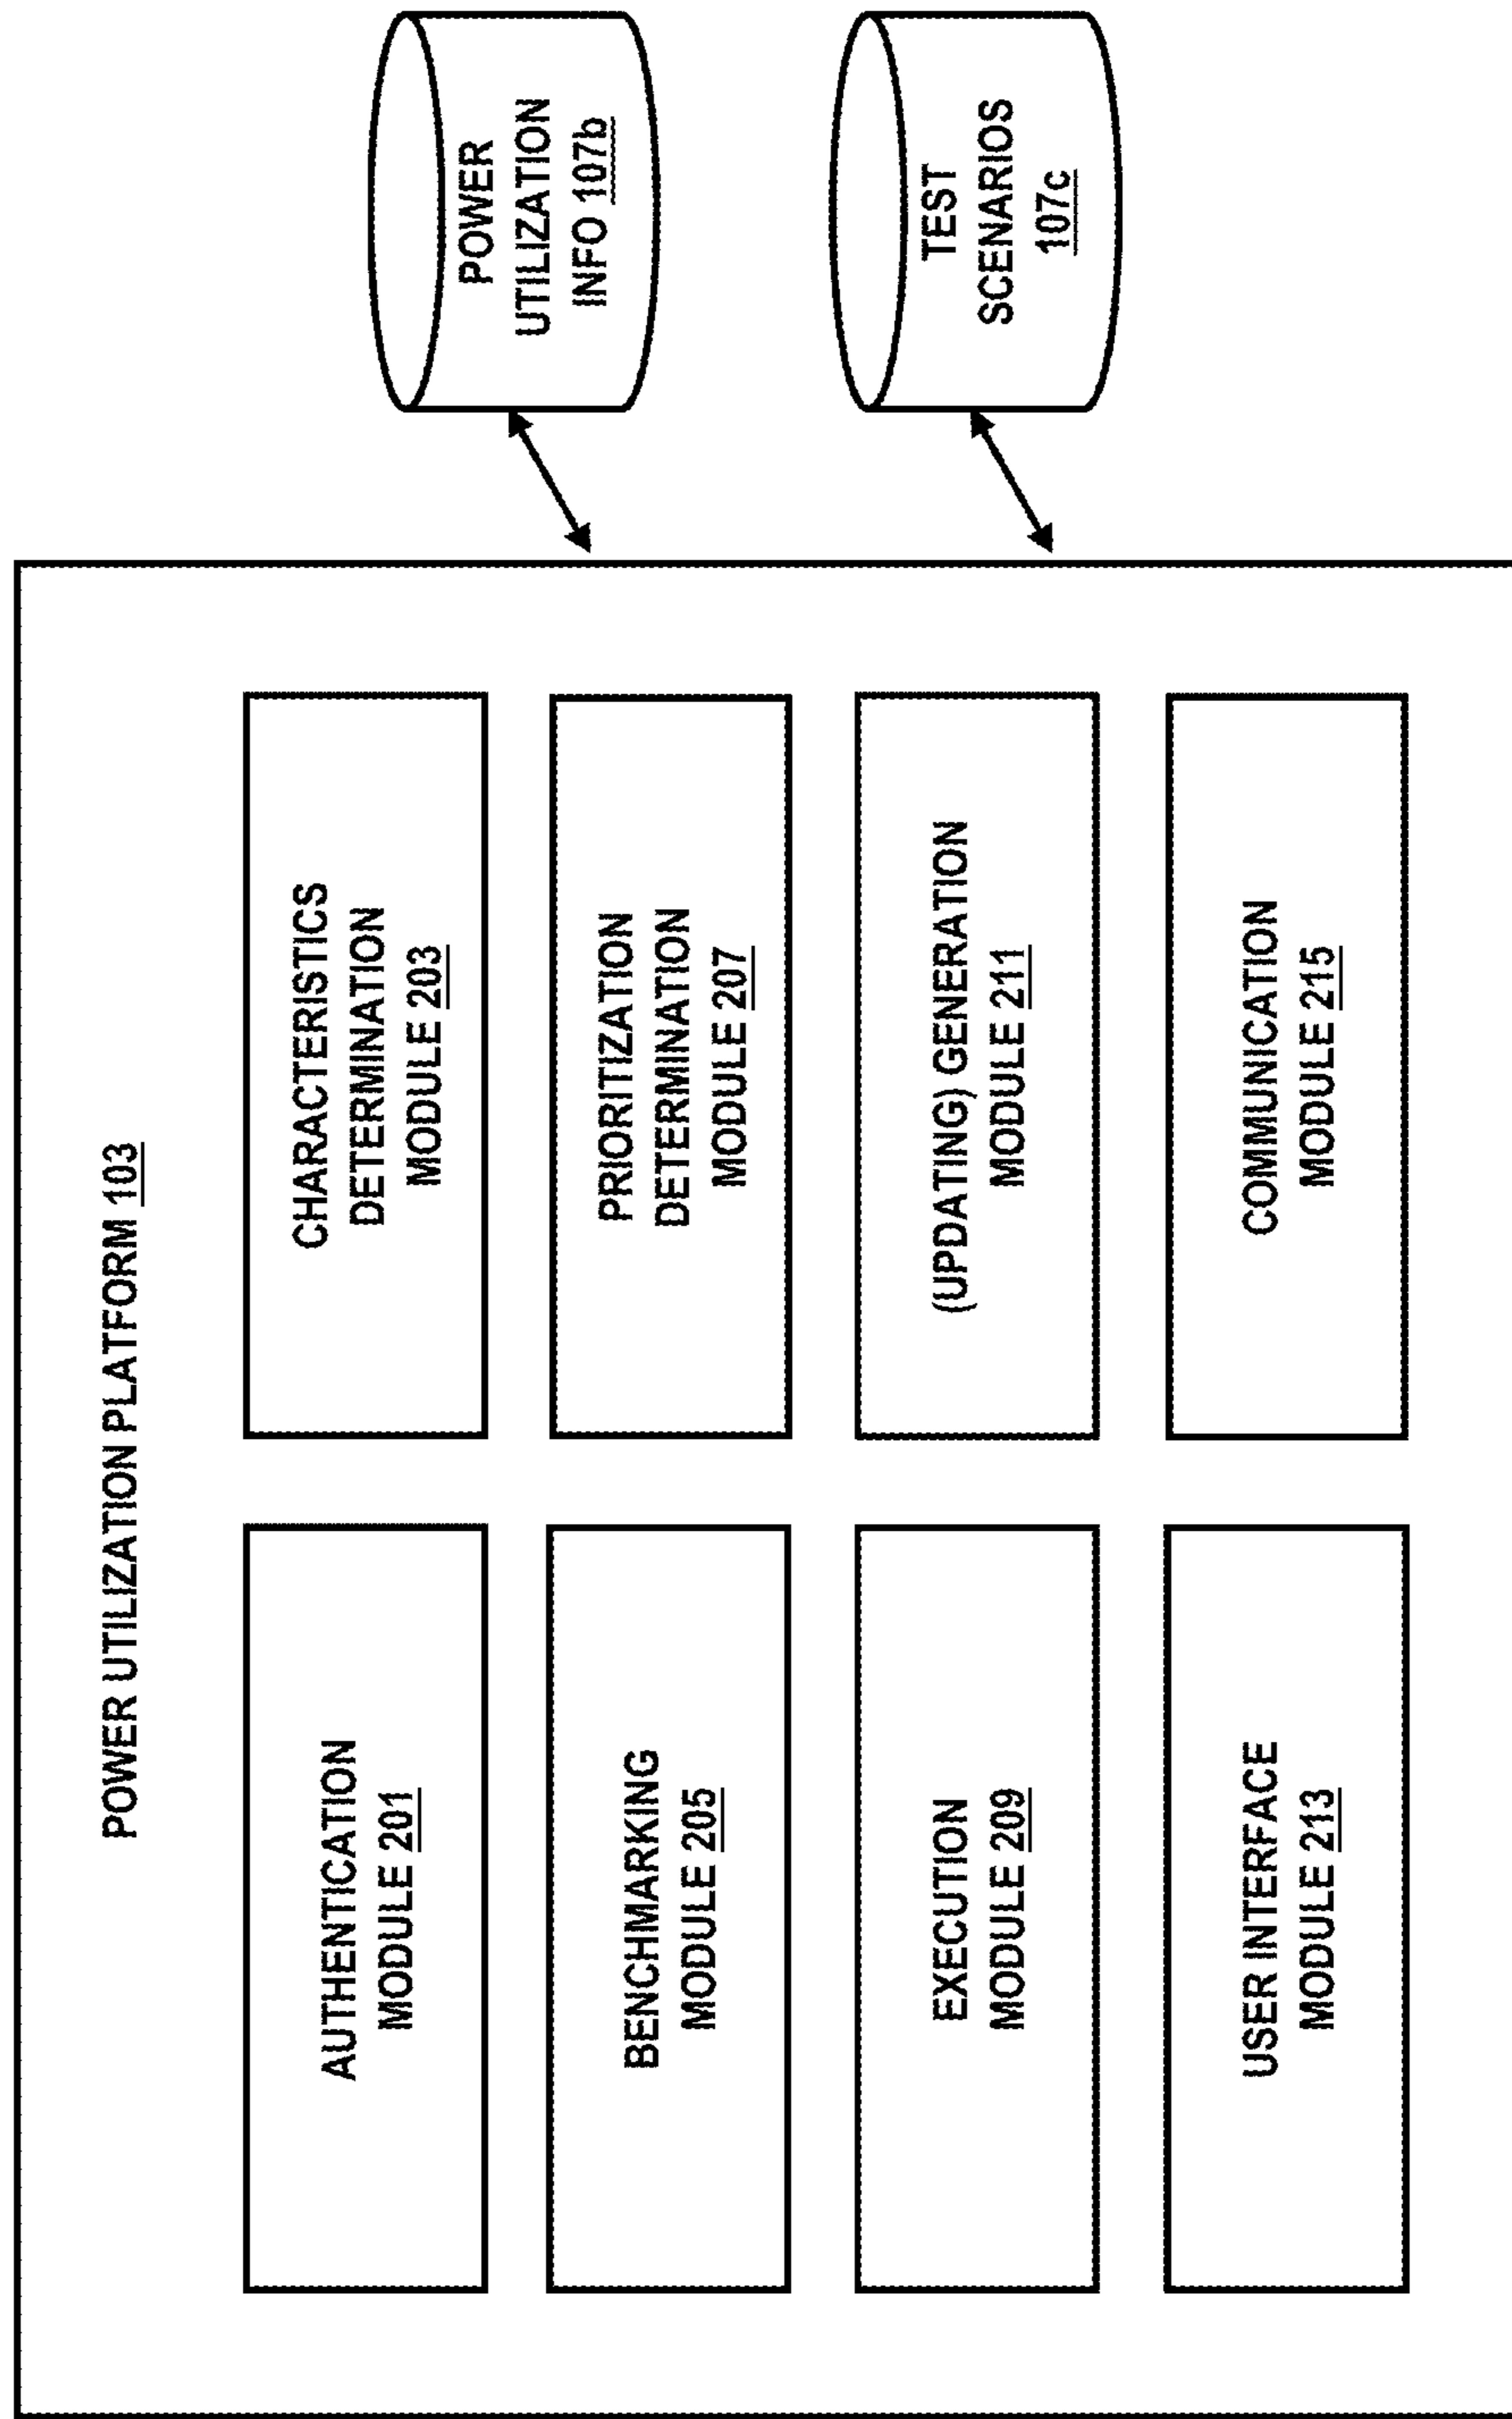 POWER UTILIZATION PLATFORM 103
AUTHENTICATION
MODULE 201
CHARACTERISTICS
DETERMINATION
MODULE 203
BENCHMARKING
MODULE 205
PRIORITIZATION
DETERMINATION
MODULE 207
EXECUTION
MODULE 209
(UPDATING) GENERATION
MODULE 211
USER INTERFACE
MODULE 213
COMMUNICATION
MODULE 215
POWER
UTILIZATION
INFO 107b
TEST
SCENARIOS
107c